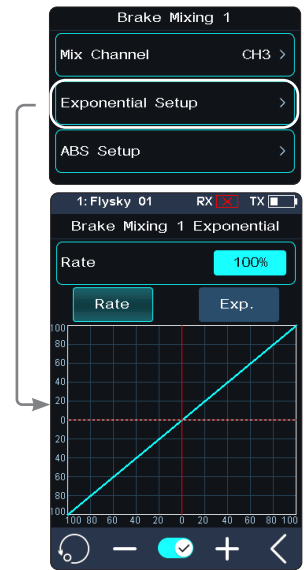 Brake Mixing 1
Mix Channel CH3 >
Exponential Setup >
ABS Setup >
1: Flysky 01 RX TX
Brake Mixing 1 Exponential
Rate 100%
Rate Exp.
100
80
60
40
20
0
20
40
60
80
100
100 80 60 40 20 0 20 40 60 80 100